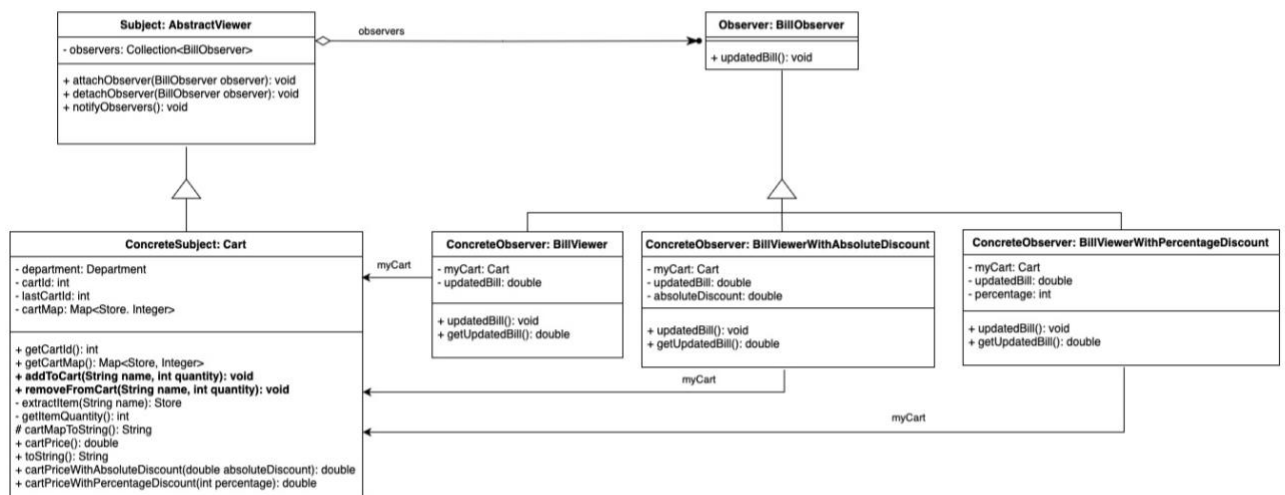 Subject: AbstractViewer
- observers: Collection<BillObserver>
+ attachObserver(BillObserver observer): void
+ detachObserver(BillObserver observer): void
+ notifyObservers(): void
observers
Observer: BillObserver
+ updatedBill(): void
ConcreteSubject: Cart
- department: Department
- cartId: int
- lastCartId: int
- cartMap: Map<Store. Integer>
+ getCartId(): int
+ getCartMap(): Map<Store, Integer>
+ addToCart(String name, int quantity): void
+ removeFromCart(String name, int quantity): void
- extractItem(String name): Store
- getItemQuantity(): int
# cartMapToString(): String
+ cartPrice(): double
+ toString(): String
+ cartPriceWithAbsoluteDiscount(double absoluteDiscount): double
+ cartPriceWithPercentageDiscount(int percentage): double
myCart
ConcreteObserver: BillViewer
- myCart: Cart
- updatedBill: double
+ updatedBill(): void
+ getUpdatedBill(): double
ConcreteObserver: BillViewerWithAbsoluteDiscount
- myCart: Cart
- updatedBill: double
- absoluteDiscount: double
+ updatedBill(): void
+ getUpdatedBill(): double
myCart
ConcreteObserver: BillViewerWithPercentageDiscount
- myCart: Cart
- updatedBill: double
- percentage: int
+ updatedBill(): void
+ getUpdatedBill(): double
myCart